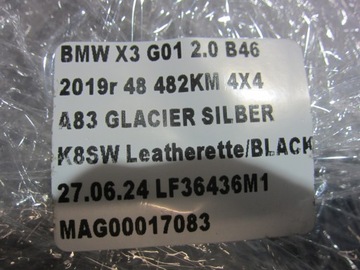 BMW X3 G01 2.0 B46
2019r 48 482KM 4X4
A83 GLACIER SILBER
K8SW Leatherette/BLACK
27.06.24 LF36436M1
MAG00017083